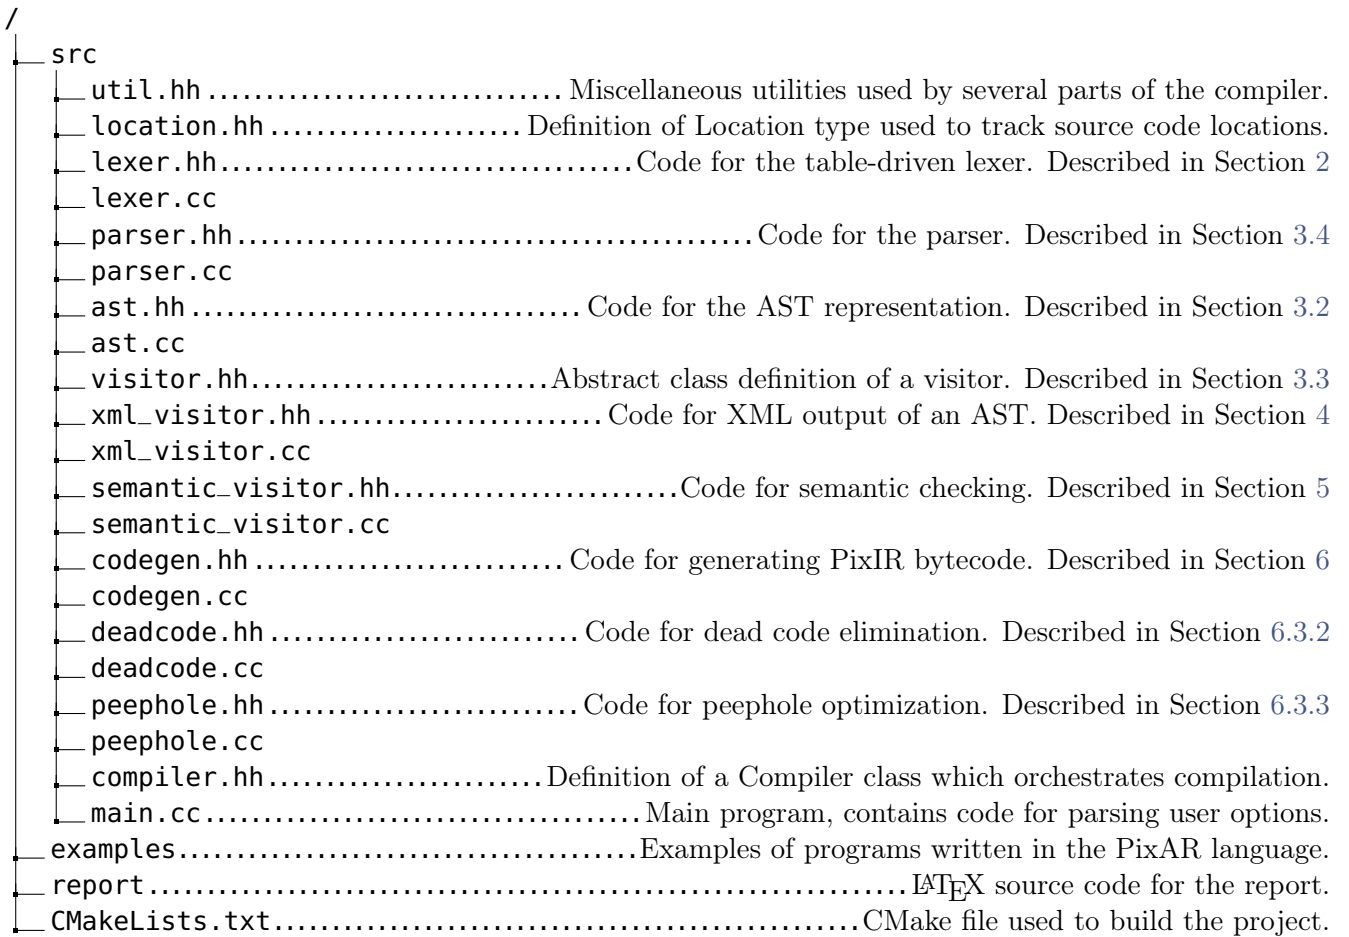 /
src
util.hh .............................. Miscellaneous utilities used by several parts of the compiler.
location.hh ..................... Definition of Location type used to track source code locations.
lexer.hh ................................... Code for the table-driven lexer. Described in Section 2
lexer.cc
parser.hh ............................................ Code for the parser. Described in Section 3.4
parser.cc
ast.hh ................................. Code for the AST representation. Described in Section 3.2
ast.cc
visitor.hh ......................... Abstract class definition of a visitor. Described in Section 3.3
xml_visitor.hh ........................ Code for XML output of an AST. Described in Section 4
xml_visitor.cc
semantic_visitor.hh ........................ Code for semantic checking. Described in Section 5
semantic_visitor.cc
codegen.hh .......................... Code for generating PixIR bytecode. Described in Section 6
codegen.cc
deadcode.hh .......................... Code for dead code elimination. Described in Section 6.3.2
deadcode.cc
peephole.hh .......................... Code for peephole optimization. Described in Section 6.3.3
peephole.cc
compiler.hh ....................... Definition of a Compiler class which orchestrates compilation.
main.cc ..................................... Main program, contains code for parsing user options.
examples ....................................... Examples of programs written in the PixAR language.
report ................................................................ LATEX source code for the report.
CMakeLists.txt .................................................. CMake file used to build the project.